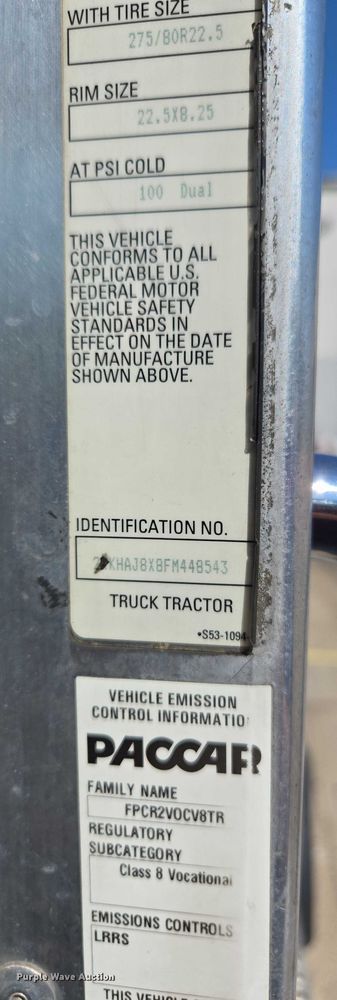 WITH TIRE SIZE
275/80R22.5
RIM SIZE
22.5X8.25
AT PSI COLD
100 Dual
THIS VEHICLE
CONFORMS TO ALL
APPLICABLE U.S.
FEDERAL MOTOR
VEHICLE SAFETY
STANDARDS IN
EFFECT ON THE DATE
OF MANUFACTURE
SHOWN ABOVE.
IDENTIFICATION NO.
TRUCK TRACTOR
•S53-1094
VEHICLE EMISSION
CONTROL INFORMATIO
PACCAR
FAMILY NAME
FPCR2VOCV8TR
REGULATORY
SUBCATEGORY
Class 8 Vocational
EMISSIONS CONTROLS
LRRS
THIS VEHICLE
Purple Wave Auction